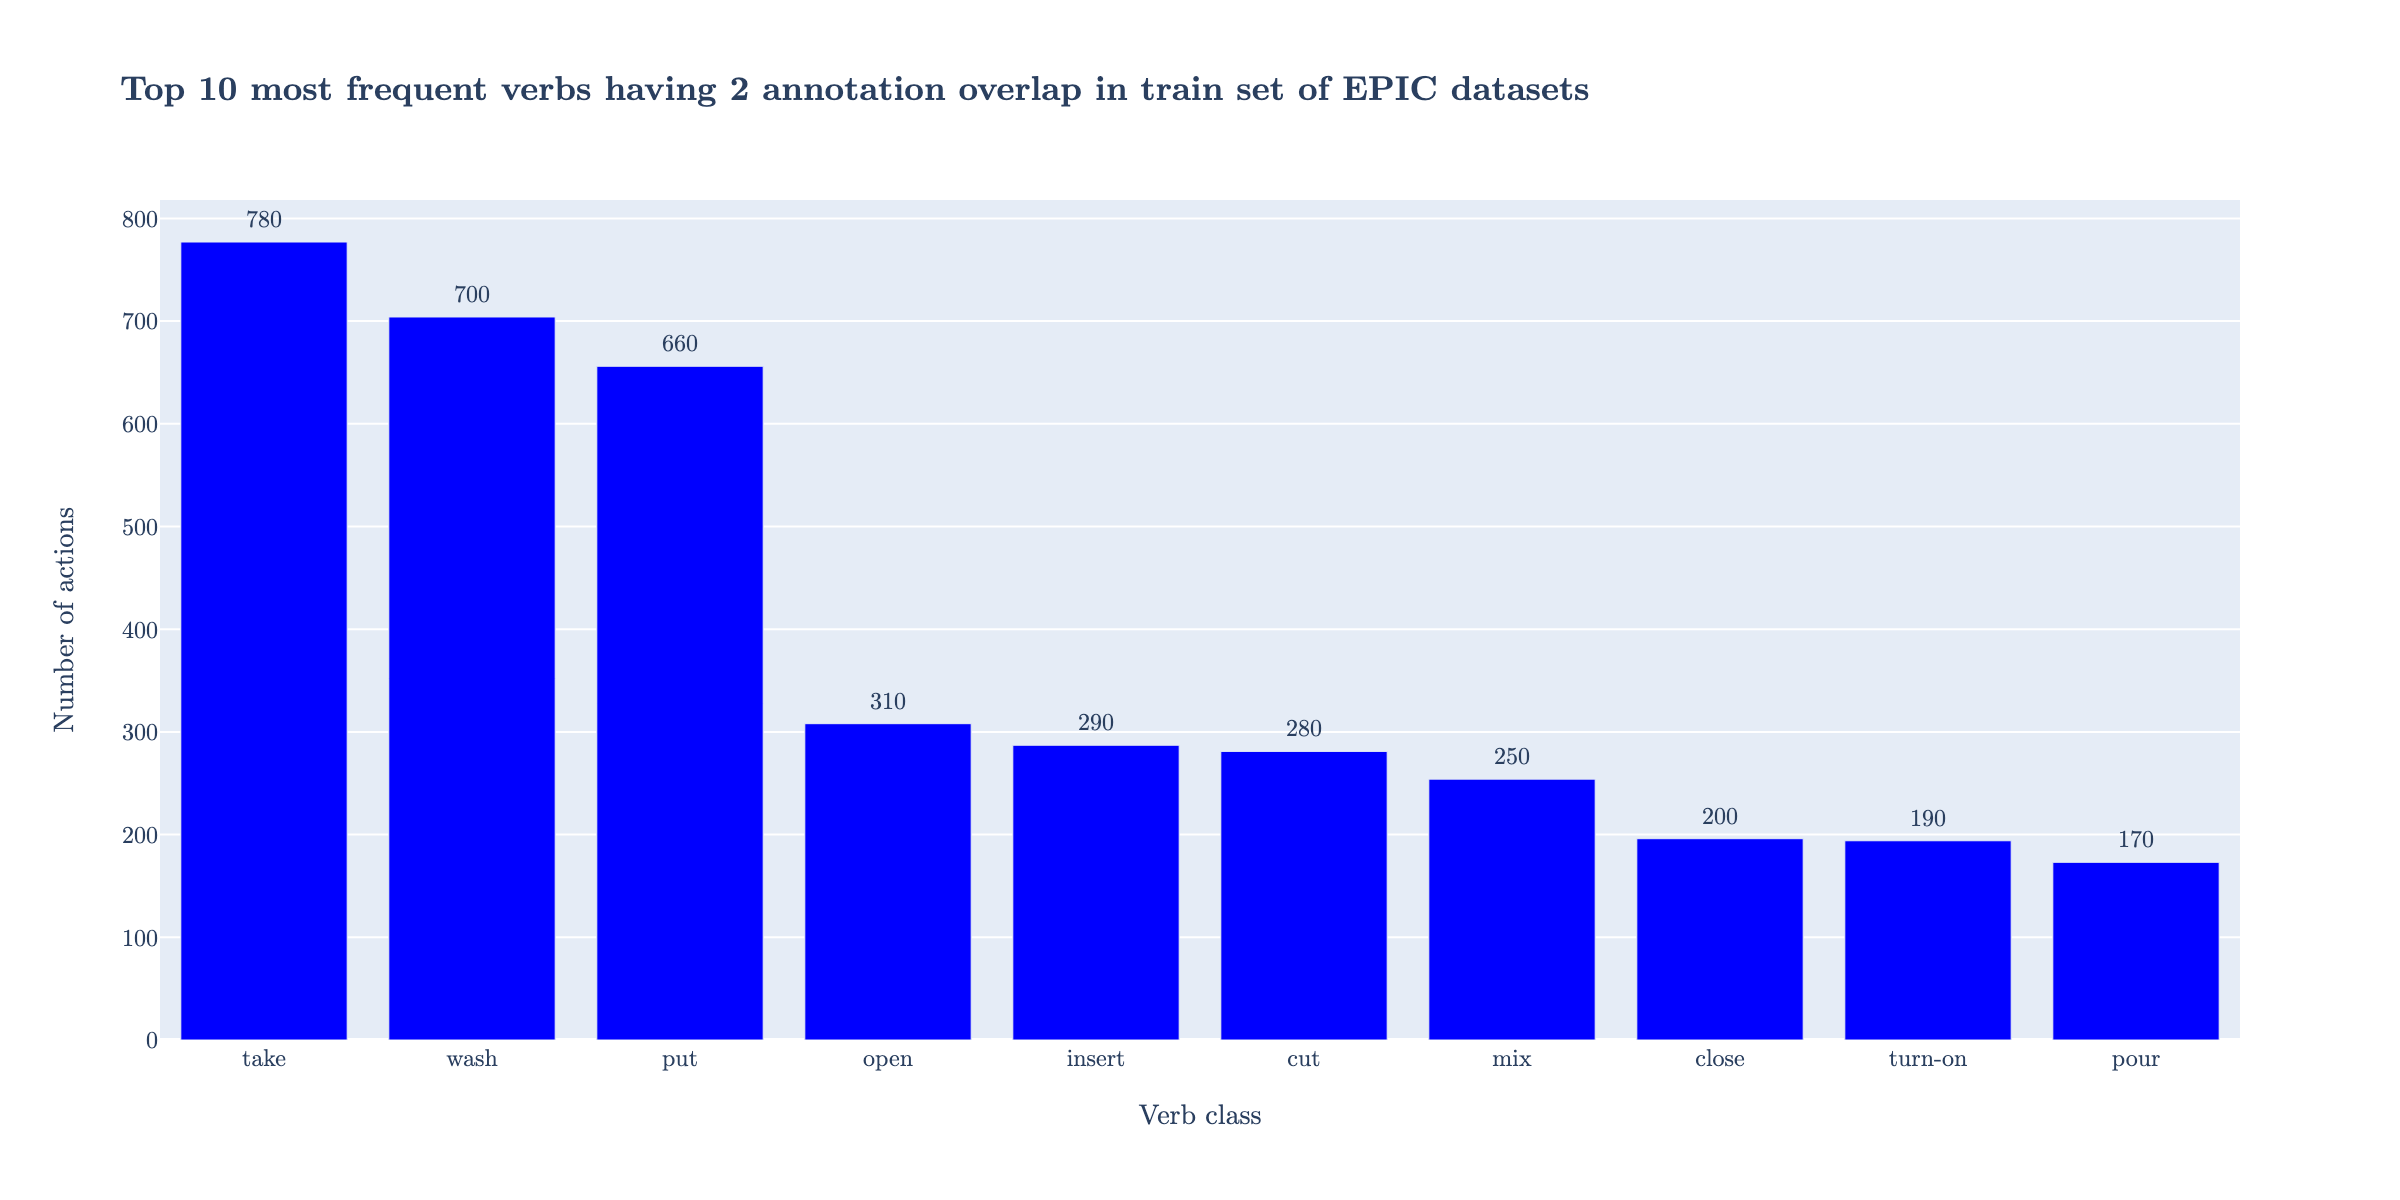 Top 10 most frequent verbs having 2 annotation overlap in train set of EPIC datasets
800
700
600
500
400
300
200
100
0
Number of actions
780
700
660
310
290
280
250
200
190
170
take
wash
put
open
insert
cut
mix
close
turn-on
pour
Verb class